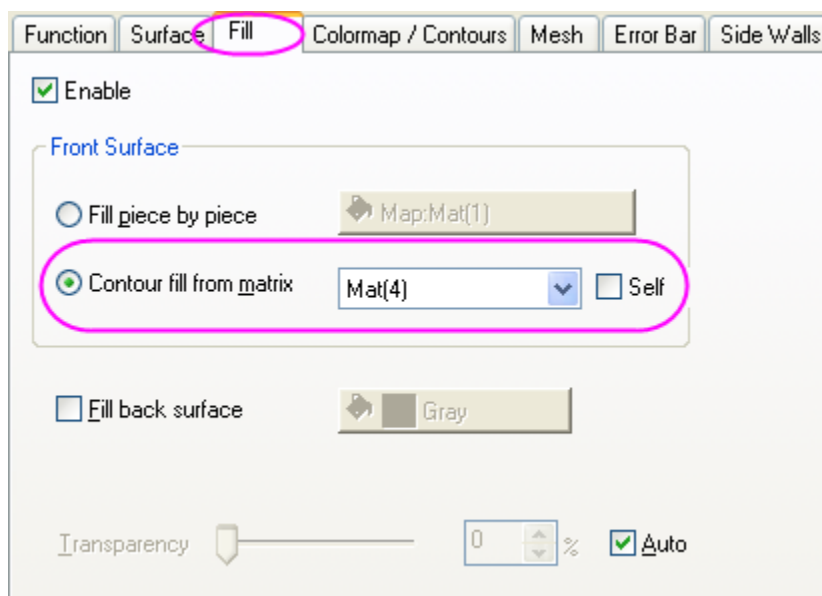 Function Surface Fill Colormap / Contours Mesh Error Bar Side Walls
Enable
Front Surface
Fill piece by piece Map:Mat(1)
Contour fill from matrix Mat(4) Self
Fill back surface Gray
Transparency 0 % Auto